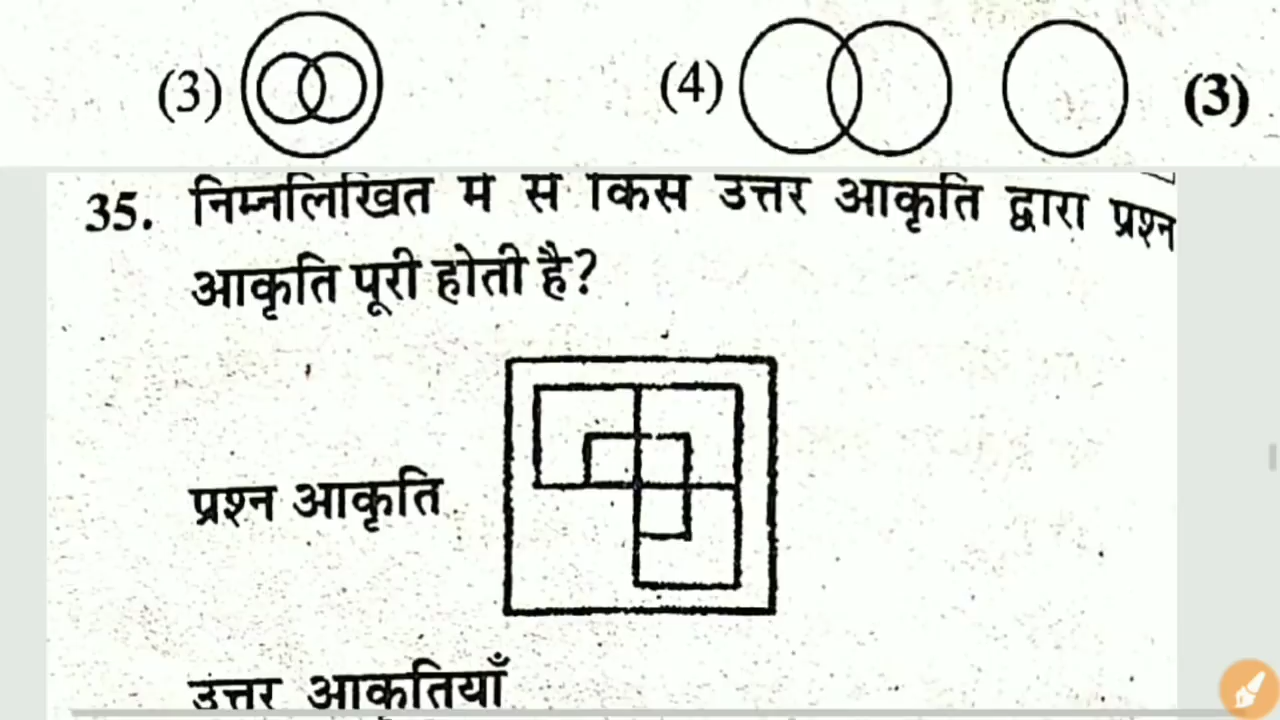 (3) (4) (3)
35. निम्नलिखित में से किस उत्तर आकृति द्वारा प्रश्न
आकृति पूरी होती है?
प्रश्न आकृति
उत्तर आकृतियाँ